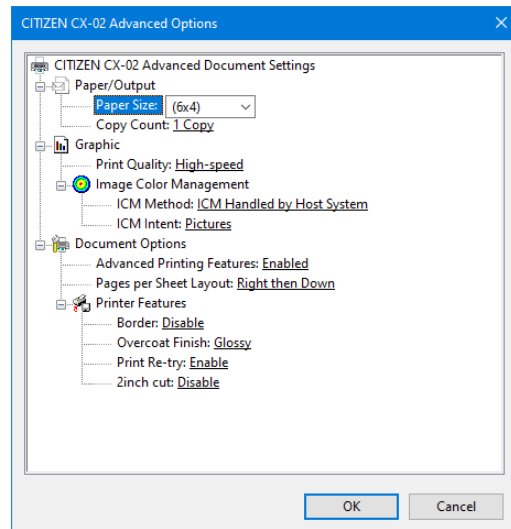 CITIZEN CX-02 Advanced Options
CITIZEN CX-02 Advanced Document Settings
Paper/Output
Paper Size: (6x4)
Copy Count: 1 Copy
Graphic
Print Quality: High-speed
Image Color Management
ICM Method: ICM Handled by Host System
ICM Intent: Pictures
Document Options
Advanced Printing Features: Enabled
Pages per Sheet Layout: Right then Down
Printer Features
Border: Disable
Overcoat Finish: Glossy
Print Re-try: Enable
2inch cut: Disable
OK Cancel